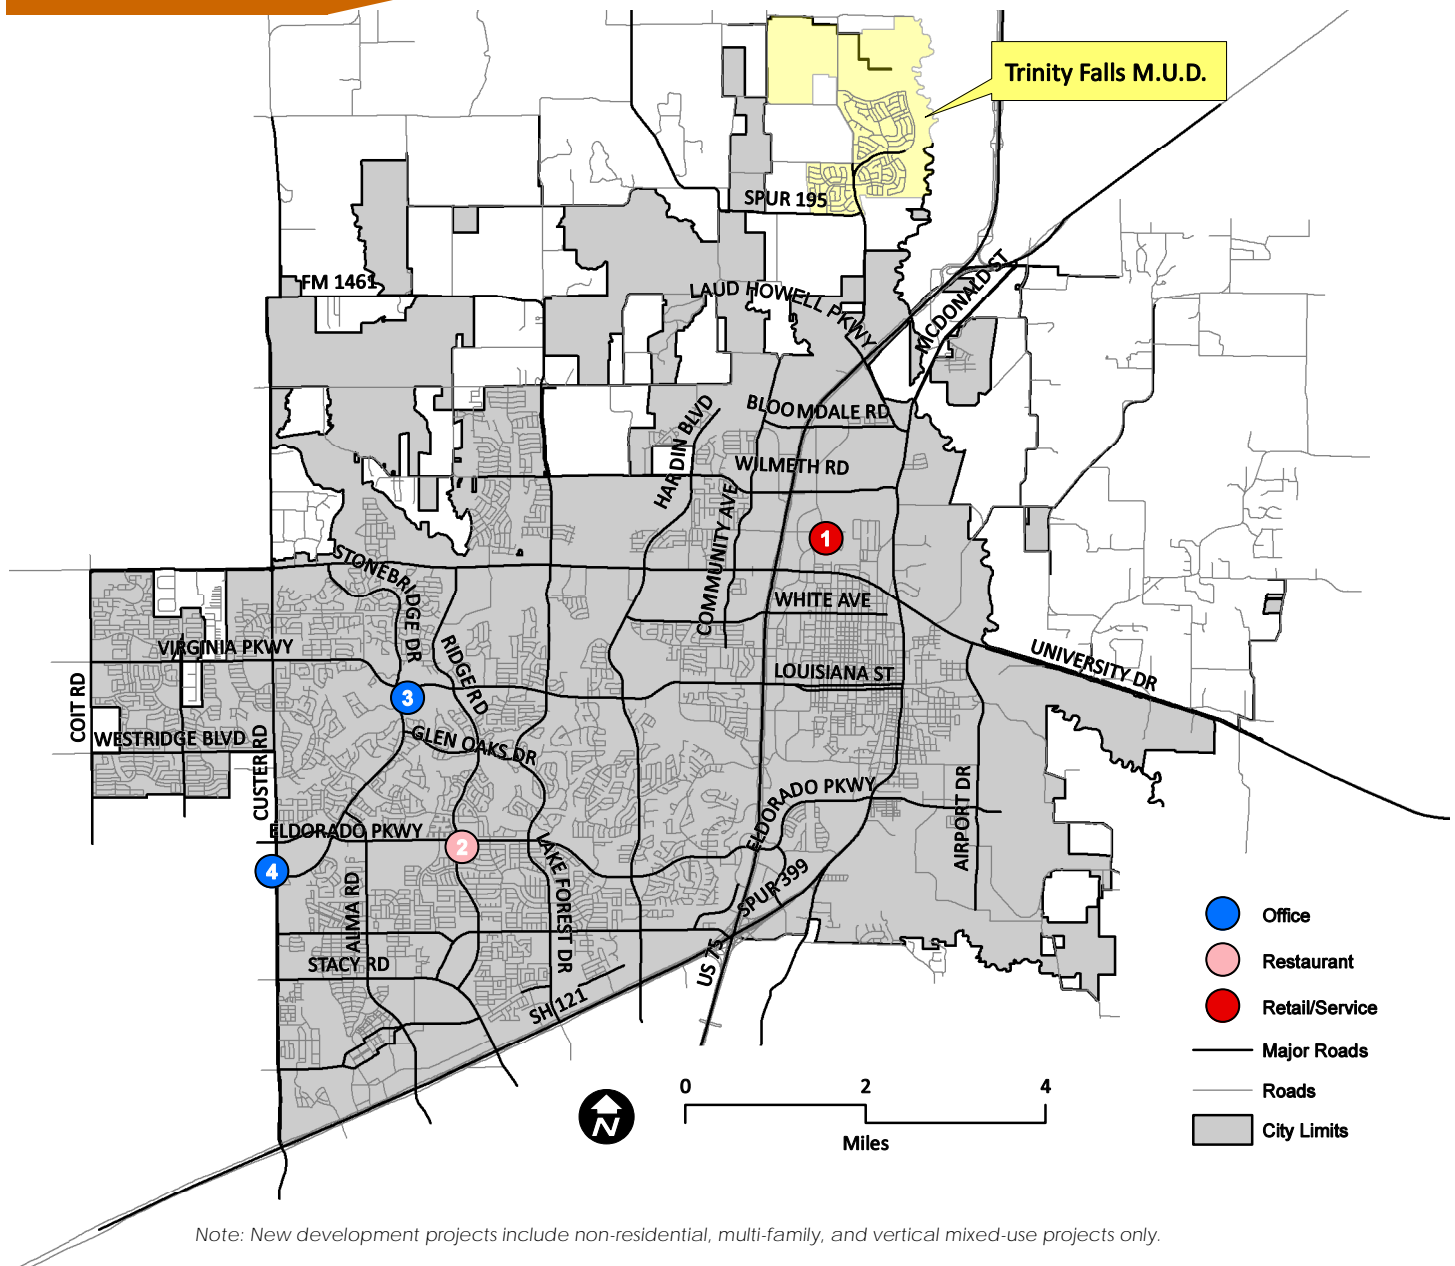 Trinity Falls M.U.D.
SPUR 195
FM 1461
LAUD HOWELL PKWY
MCDONALD ST
BLOOMDALE RD
HARDIN BLVD
WILMETH RD
COMMUNITY AVE
1
STONEBRIDGE DR
WHITE AVE
VIRGINIA PKWY
RIDGE RD
UNIVERSITY DR
LOUISIANA ST
COIT RD
3
WESTRIDGE BLVD
GLEN OAKS DR
CUSTER RD
ELDORADO PKWY
AIRPORT DR
ELDORADO PKWY
2
LAKE FOREST DR
4
SPUR 399
ALMA RD
STACY RD
US 75
SH 121
Office
Restaurant
Retail/Service
Major Roads
Roads
City Limits
N
0 2 4
Miles
Note: New development projects include non-residential, multi-family, and vertical mixed-use projects only.